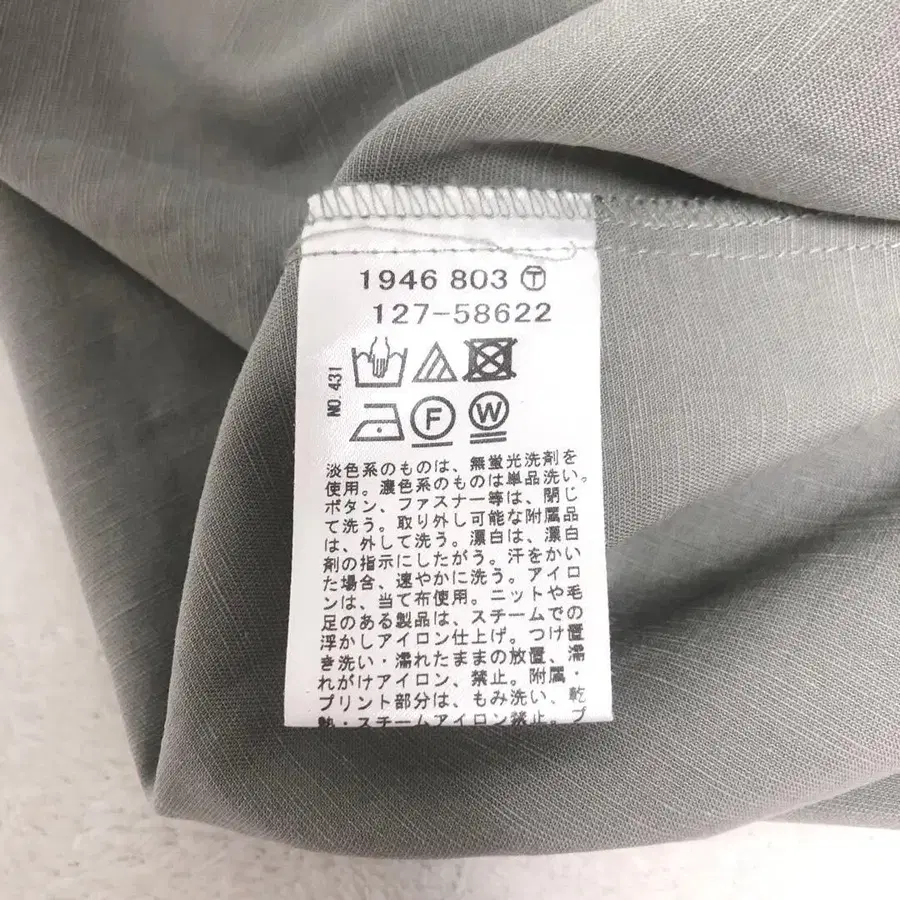 1946 803 Ⓣ
127-58622
NO.431
F W
淡色系のものは、無蛍光洗剤を
使用。濃色系のものは単品洗い。
ボタン、ファスナー等は、閉じ
て洗う。取り外し可能な附属品
は、外して洗う。漂白は、漂白
剤の指示にしたがう。汗をかい
た場合、速やかに洗う。アイロ
ンは、当て布使用。ニットや毛
足のある製品は、スチームでの
浮かしアイロン仕上げ。つけ置
き洗い・濡れたままの放置、濡
れがけアイロン、禁止。附属・
プリント部分は、もみ洗い、乾
熱・スチームアイロン禁止。プ